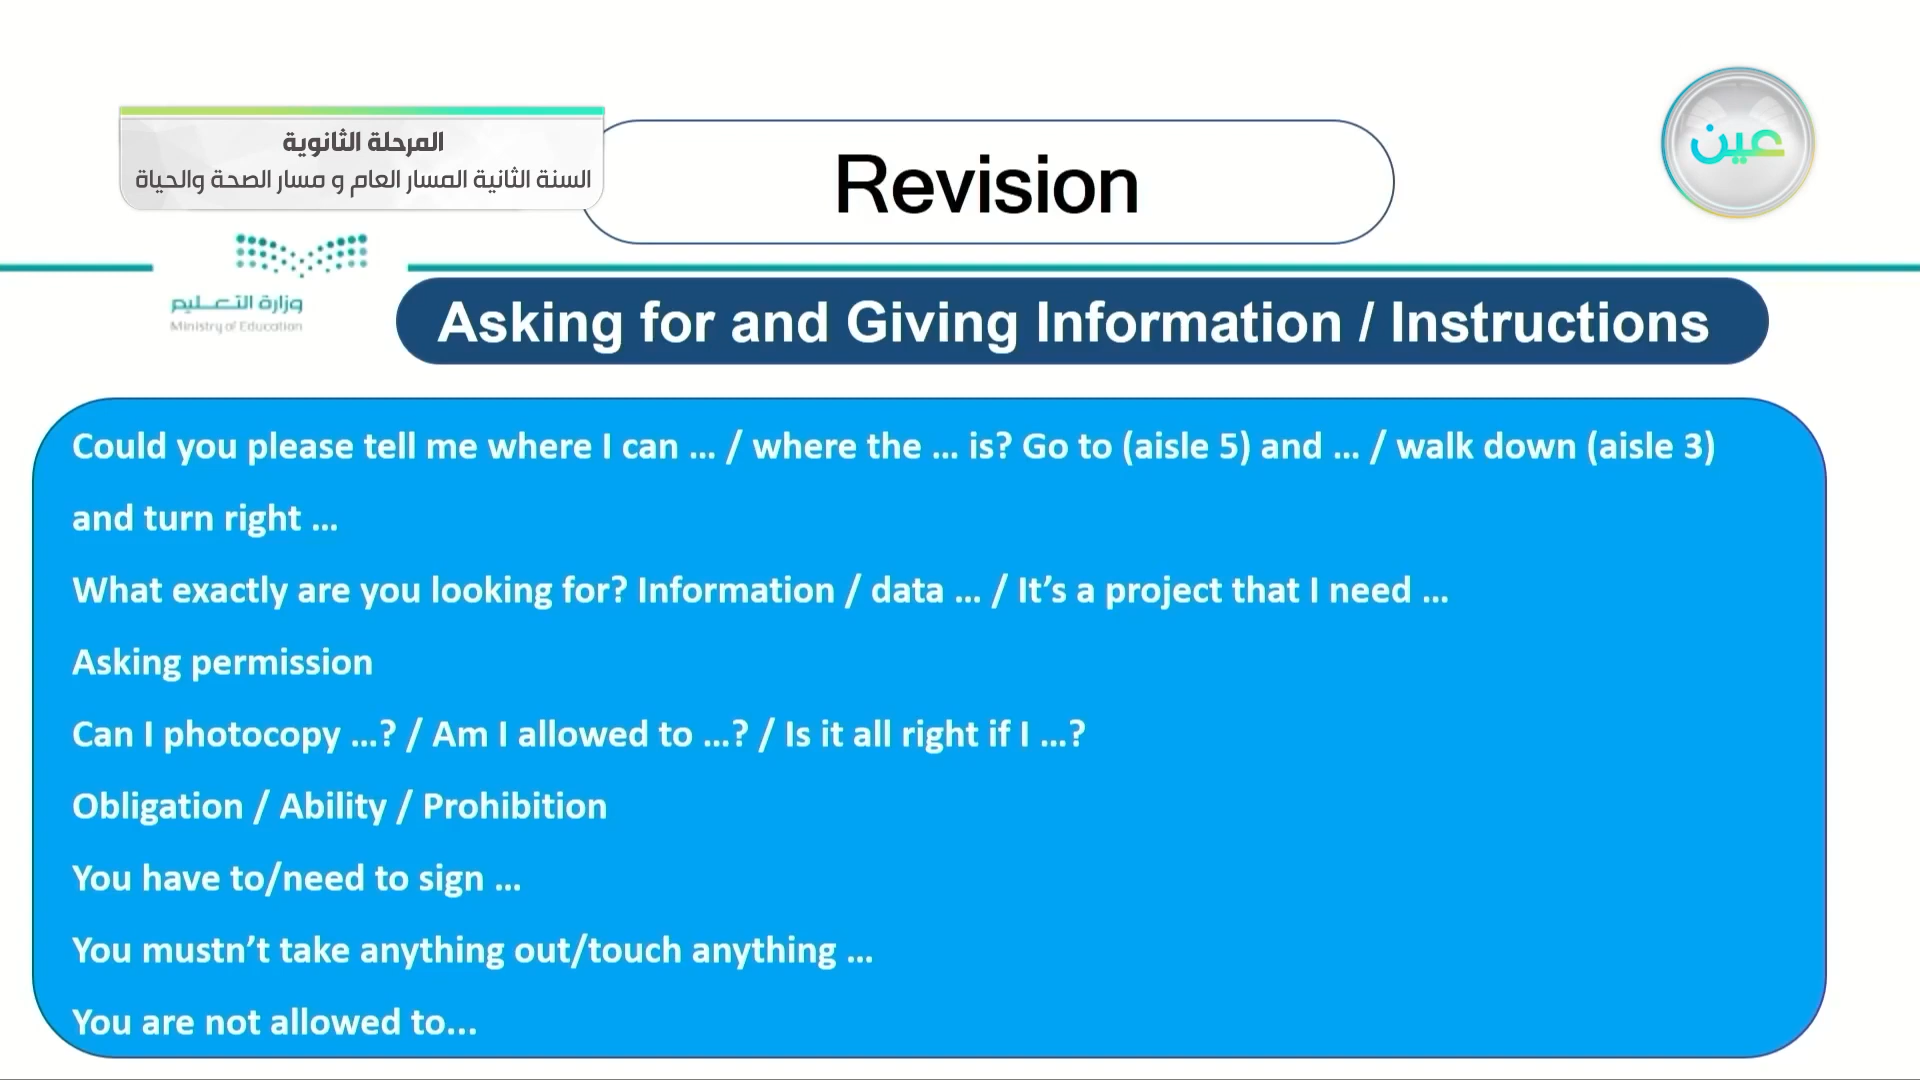 المرحلة الثانوية
السنة الثانية المسار العام و مسار الصحة والحياة
Revision
عين
وزارة التعليم
Ministry of Education
Asking for and Giving Information / Instructions
Could you please tell me where I can ... / where the ... is? Go to (aisle 5) and ... / walk down (aisle 3)
and turn right ...
What exactly are you looking for? Information / data ... / It’s a project that I need ...
Asking permission
Can I photocopy ...? / Am I allowed to ...? / Is it all right if I ...?
Obligation / Ability / Prohibition
You have to/need to sign ...
You mustn’t take anything out/touch anything ...
You are not allowed to...